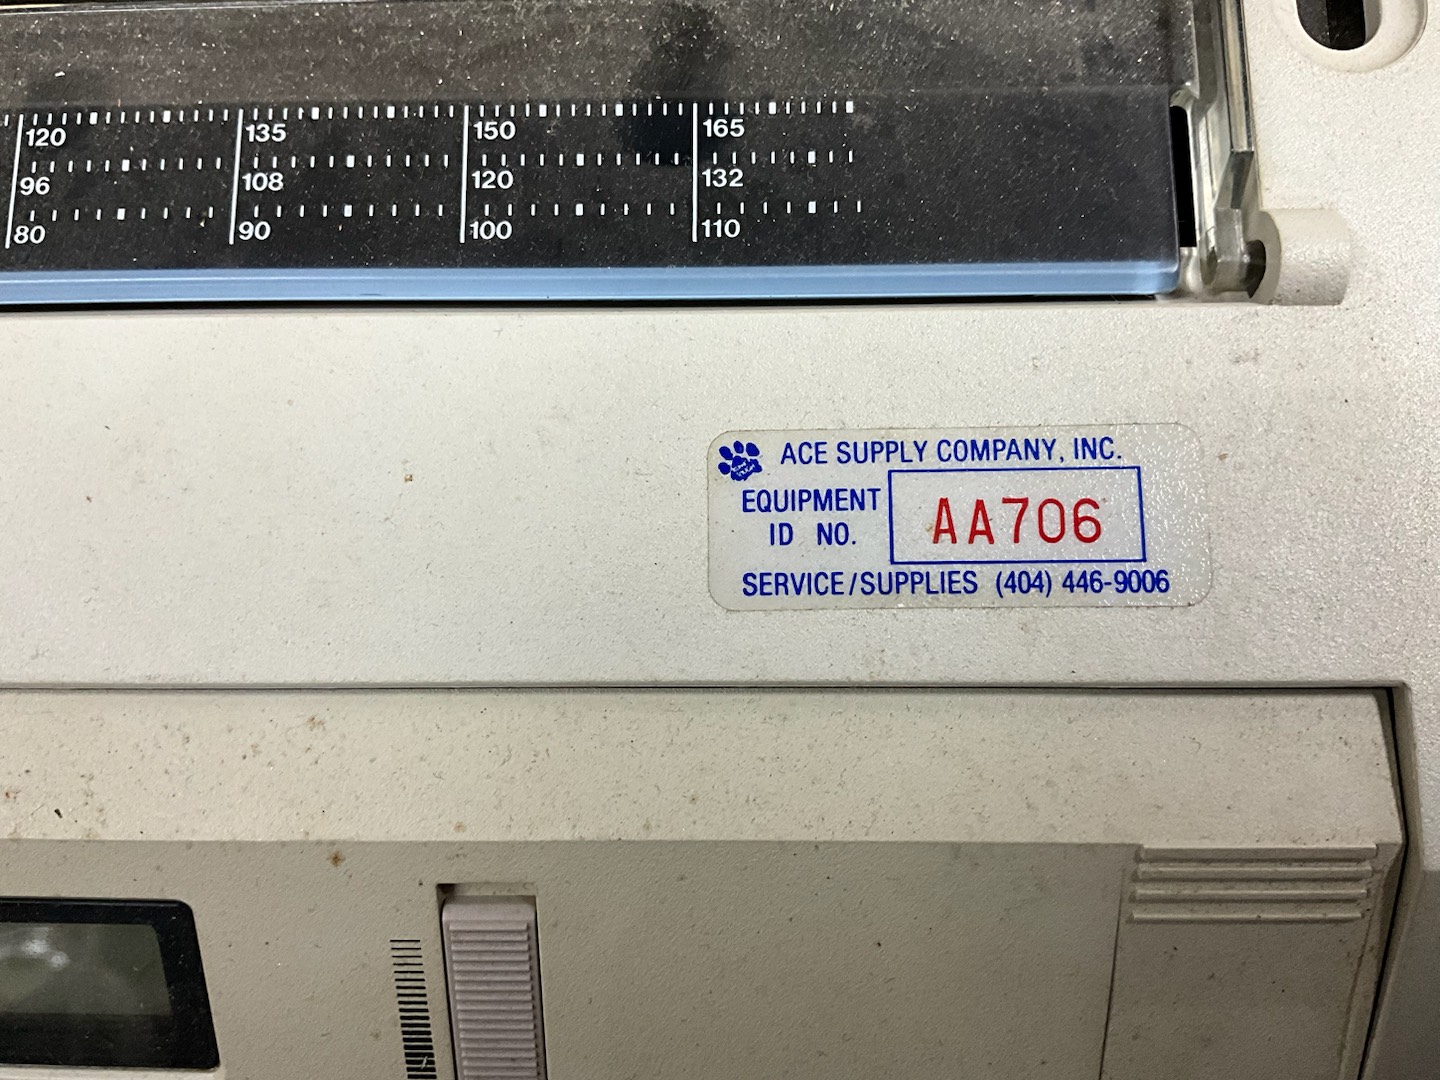 120 135 150 165
96 108 120 132
80 90 100 110
ACE SUPPLY COMPANY, INC.
EQUIPMENT
ID NO.
AA706
SERVICE/SUPPLIES (404) 446-9006